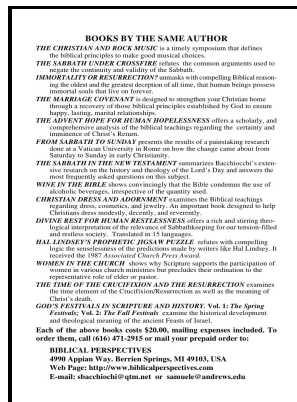 BOOKS BY THE SAME AUTHOR
THE CHRISTIAN AND ROCK MUSIC is a timely symposium that defines
the biblical principles to make good musical choices.
THE SABBATH UNDER CROSSFIRE refutes the common arguments used to
negate the continuity and validity of the Sabbath.
IMMORTALITY OR RESURRECTION? unmasks with compelling Biblical reason-
ing the oldest and the greatest deception of all time, that human beings possess
immortal souls that live on forever.
THE MARRIAGE COVENANT is designed to strengthen your Christian home
through a recovery of those biblical principles established by God to ensure
happy, lasting, marital relationships.
THE ADVENT HOPE FOR HUMAN HOPELESSNESS offers a scholarly, and
comprehensive analysis of the biblical teachings regarding the certainty and
imminence of Christ's Return.
FROM SABBATH TO SUNDAY presents the results of a painstaking research
done at a Vatican University in Rome on how the change came about from
Saturday to Sunday in early Christianity.
THE SABBATH IN THE NEW TESTAMENT summarizes Bacchiocchi's exten-
sive research on the history and theology of the Lord's Day and answers the
most frequently asked questions on this subject.
WINE IN THE BIBLE shows convincingly that the Bible condemns the use of
alcoholic beverages, irrespective of the quantity used.
CHRISTIAN DRESS AND ADORNMENT examines the Biblical teachings
regarding dress, cosmetics, and jewelry. An important book designed to help
Christians dress modestly, decently, and reverently.
DIVINE REST FOR HUMAN RESTLESSNESS offers a rich and stirring theo-
logical interpretation of the relevance of Sabbathkeeping for our tension-filled
and restless society. Translated in 15 languages.
HAL LINDSEY'S PROPHETIC JIGSAW PUZZLE refutes with compelling
logic the senselessness of the predictions made by writers like Hal Lindsey. It
received the 1987 Associated Church Press Award.
WOMEN IN THE CHURCH shows why Scripture supports the participation of
women in various church ministries but precludes their ordination to the
representative role of elder or pastor.
THE TIME OF THE CRUCIFIXION AND THE RESURRECTION examines
the time element of the Crucifixion/Resurrection as well as the meaning of
Christ's death.
GOD'S FESTIVALS IN SCRIPTURE AND HISTORY. Vol. 1: The Spring
Festivals; Vol. 2: The Fall Festivals examine the historical development
and theological meaning of the ancient Feasts of Israel.
Each of the above books costs $20.00, mailing expenses included. To
order them, call (616) 471-2915 or mail your prepaid order to:
BIBLICAL PERSPECTIVES
4990 Appian Way. Berrien Springs, MI 49103, USA
Web Page: http://www.biblicalperspectives.com
E-mail: sbacchiochi@qtm.net or samuele@andrews.edu